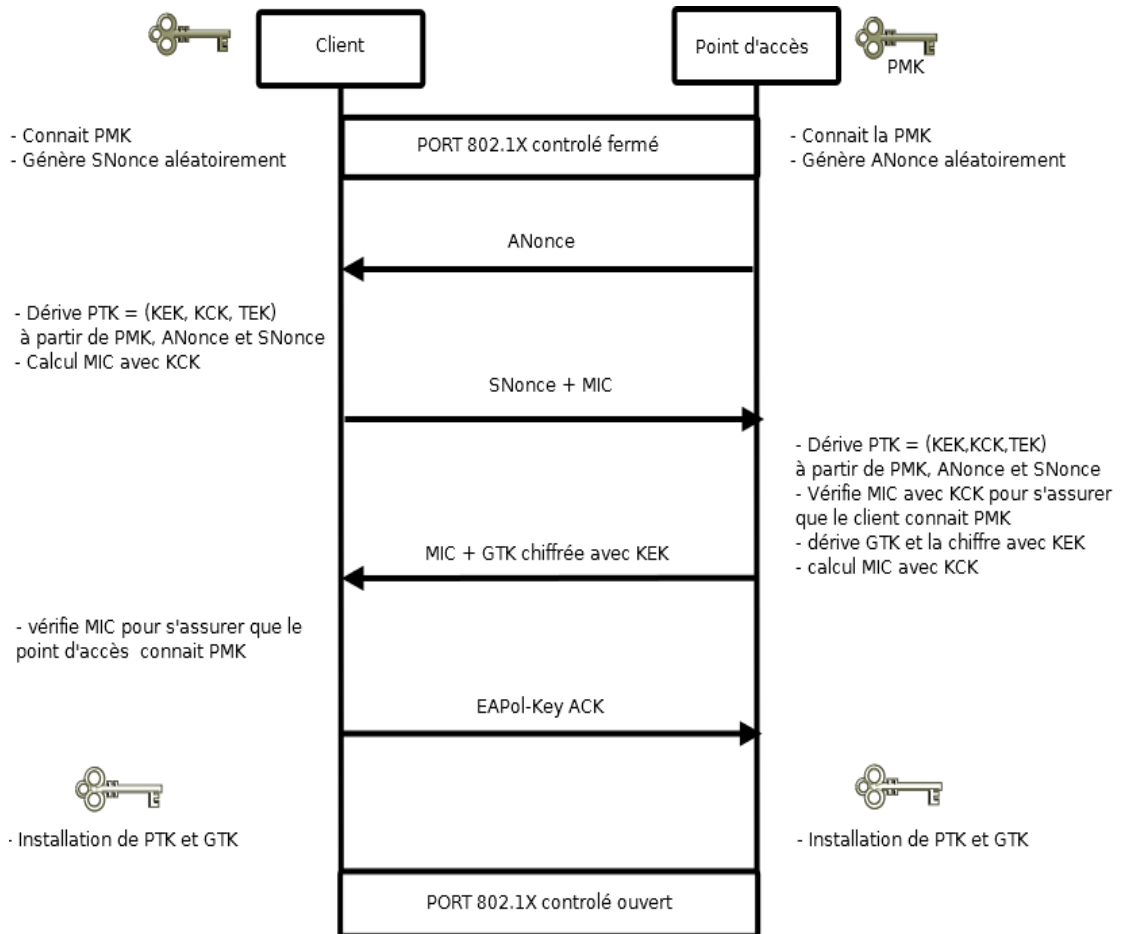 Client
Point d'accès
PMK
- Connait PMK
- Génère SNonce aléatoirement
PORT 802.1X controlé fermé
- Connait la PMK
- Génère ANonce aléatoirement
ANonce
- Dérive PTK = (KEK, KCK, TEK)
à partir de PMK, ANonce et SNonce
- Calcul MIC avec KCK
SNonce + MIC
- Dérive PTK = (KEK,KCK,TEK)
à partir de PMK, ANonce et SNonce
- Vérifie MIC avec KCK pour s'assurer
que le client connait PMK
- dérive GTK et la chiffre avec KEK
- calcul MIC avec KCK
MIC + GTK chiffrée avec KEK
- vérifie MIC pour s'assurer que le
point d'accès connait PMK
EAPol-Key ACK
- Installation de PTK et GTK
- Installation de PTK et GTK
PORT 802.1X controlé ouvert